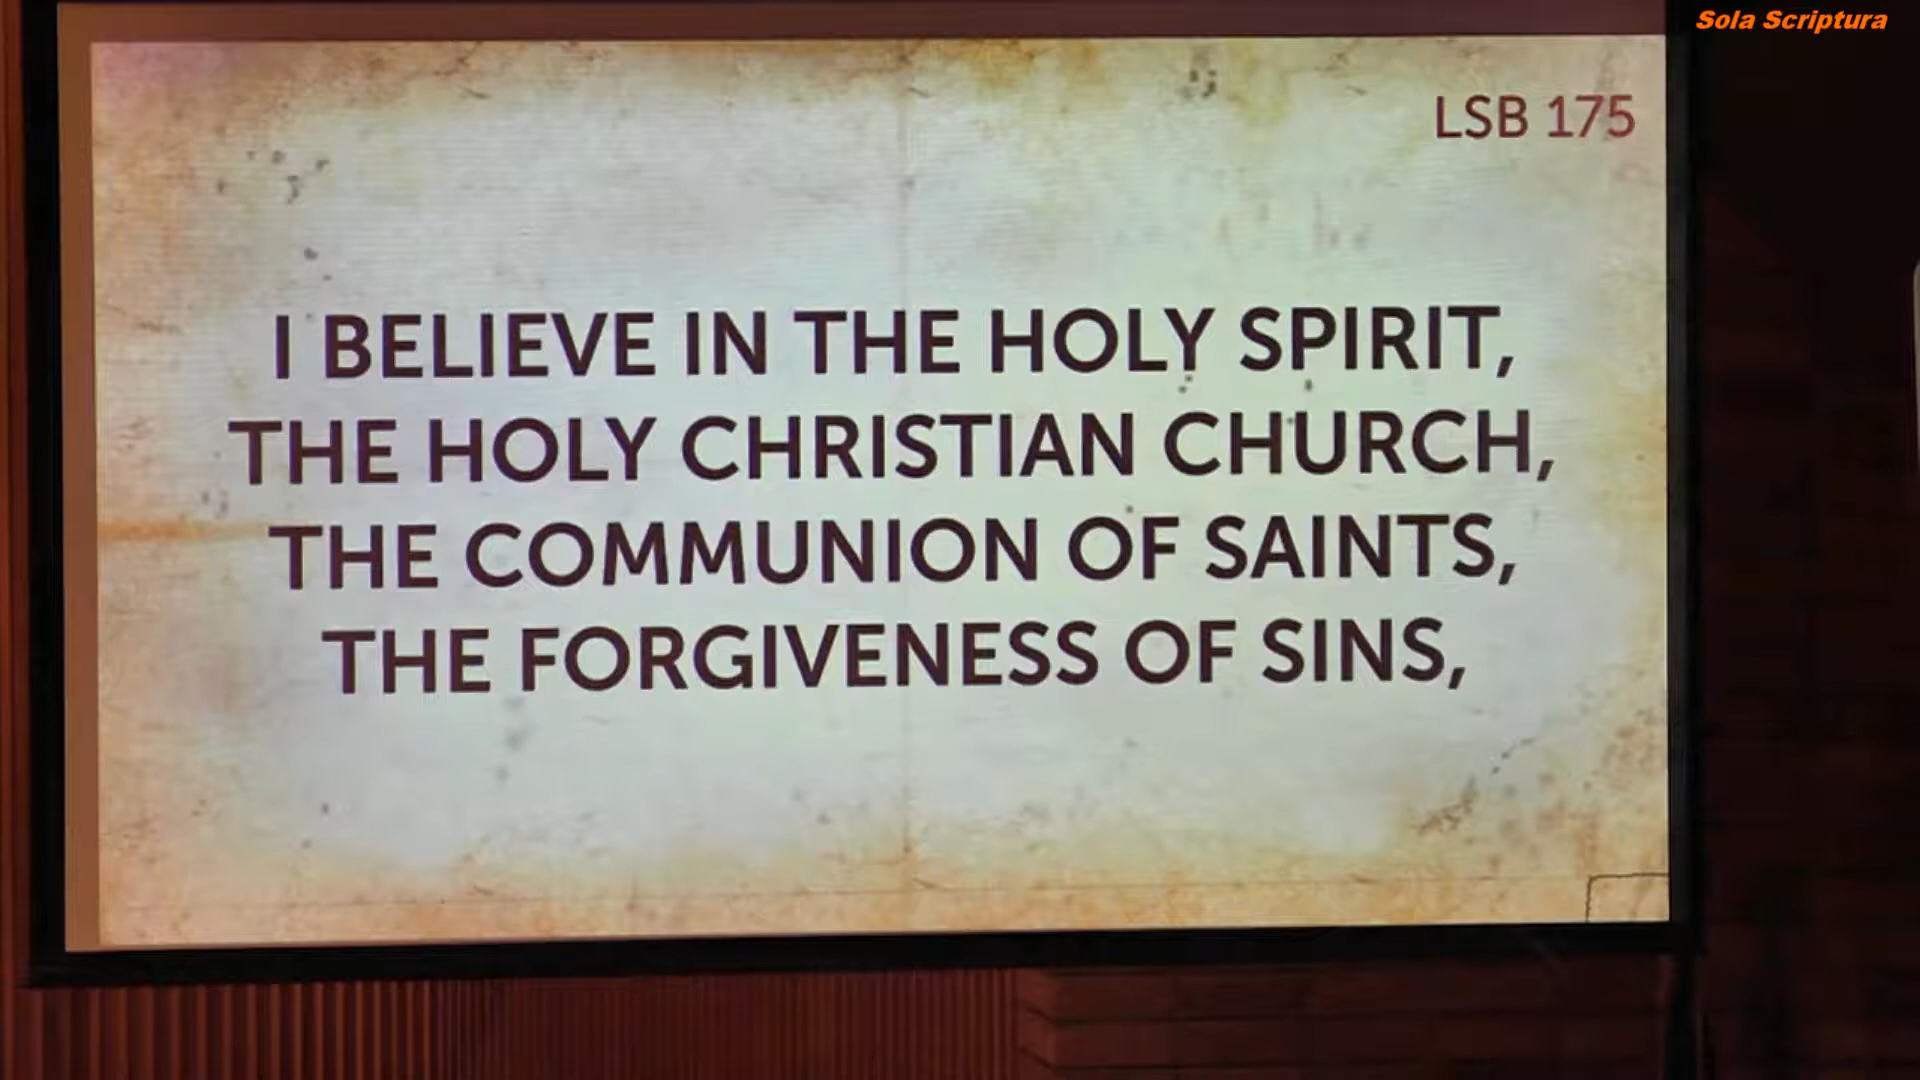 Sola Scriptura
LSB 175
I BELIEVE IN THE HOLY SPIRIT,
THE HOLY CHRISTIAN CHURCH,
THE COMMUNION OF SAINTS,
THE FORGIVENESS OF SINS,